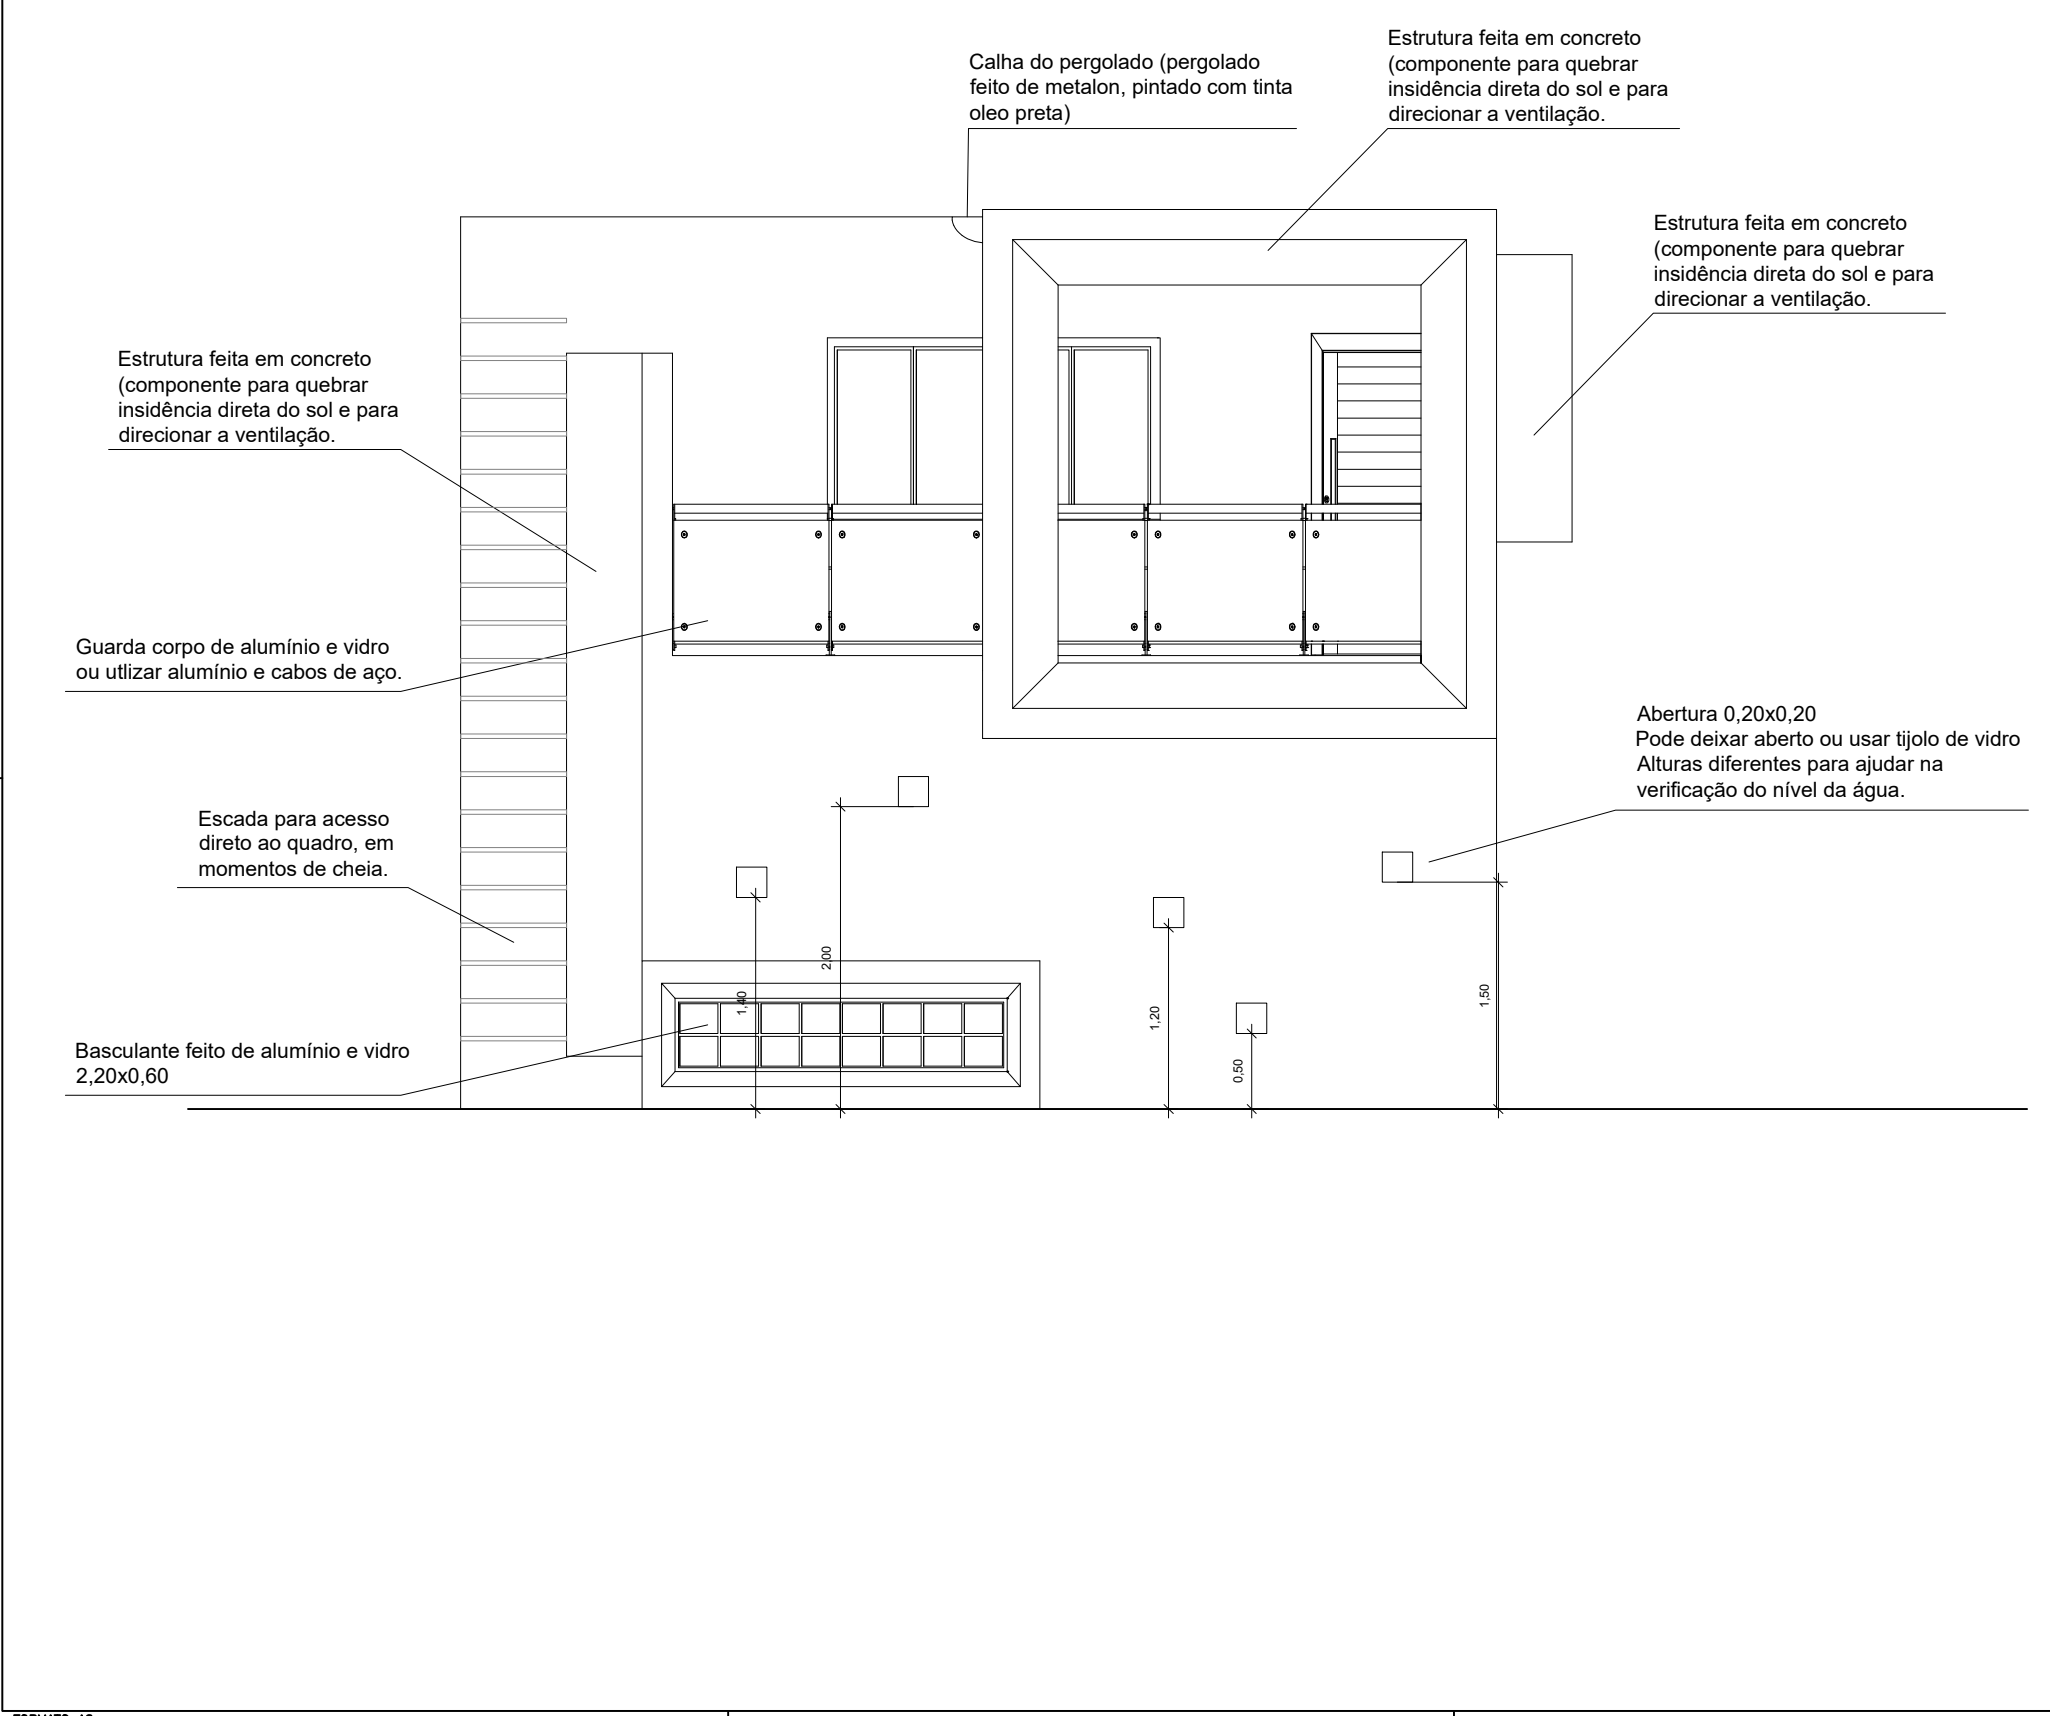 Estrutura feita em concreto
(componente para quebrar
insidência direta do sol e para
direcionar a ventilação.
Calha do pergolado (pergolado
feito de metalon, pintado com tinta
oleo preta)
Estrutura feita em concreto
(componente para quebrar
insidência direta do sol e para
direcionar a ventilação.
Estrutura feita em concreto
(componente para quebrar
insidência direta do sol e para
direcionar a ventilação.
Guarda corpo de alumínio e vidro
ou utlizar alumínio e cabos de aço.
Abertura 0,20x0,20
Pode deixar aberto ou usar tijolo de vidro
Alturas diferentes para ajudar na
verificação do nível da água.
Escada para acesso
direto ao quadro, em
momentos de cheia.
2,00
1,40
1,20
1,50
0,50
Basculante feito de alumínio e vidro
2,20x0,60